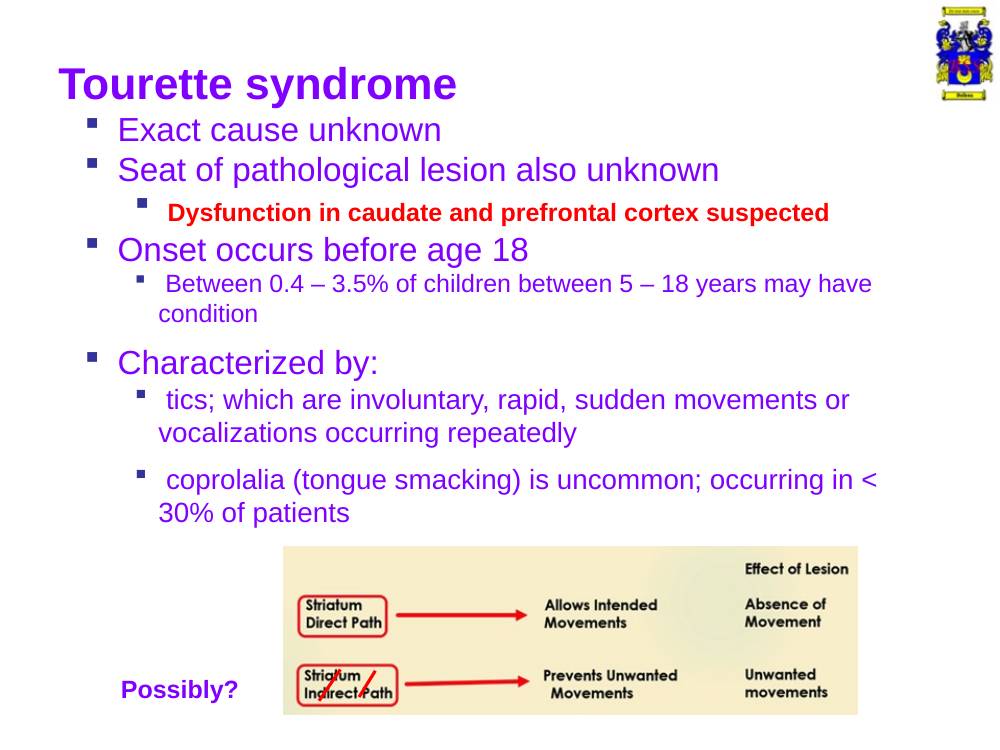 Tourette syndrome
Exact cause unknown
Seat of pathological lesion also unknown
Dysfunction in caudate and prefrontal cortex suspected
Onset occurs before age 18
Between 0.4 – 3.5% of children between 5 – 18 years may have
condition
Characterized by:
tics; which are involuntary, rapid, sudden movements or
vocalizations occurring repeatedly
coprolalia (tongue smacking) is uncommon; occurring in <
30% of patients
Effect of Lesion
Striatum
Direct Path
Allows Intended
Movements
Absence of
Movement
Possibly?
Striatum
Indirect Path
Prevents Unwanted
Movements
Unwanted
movements